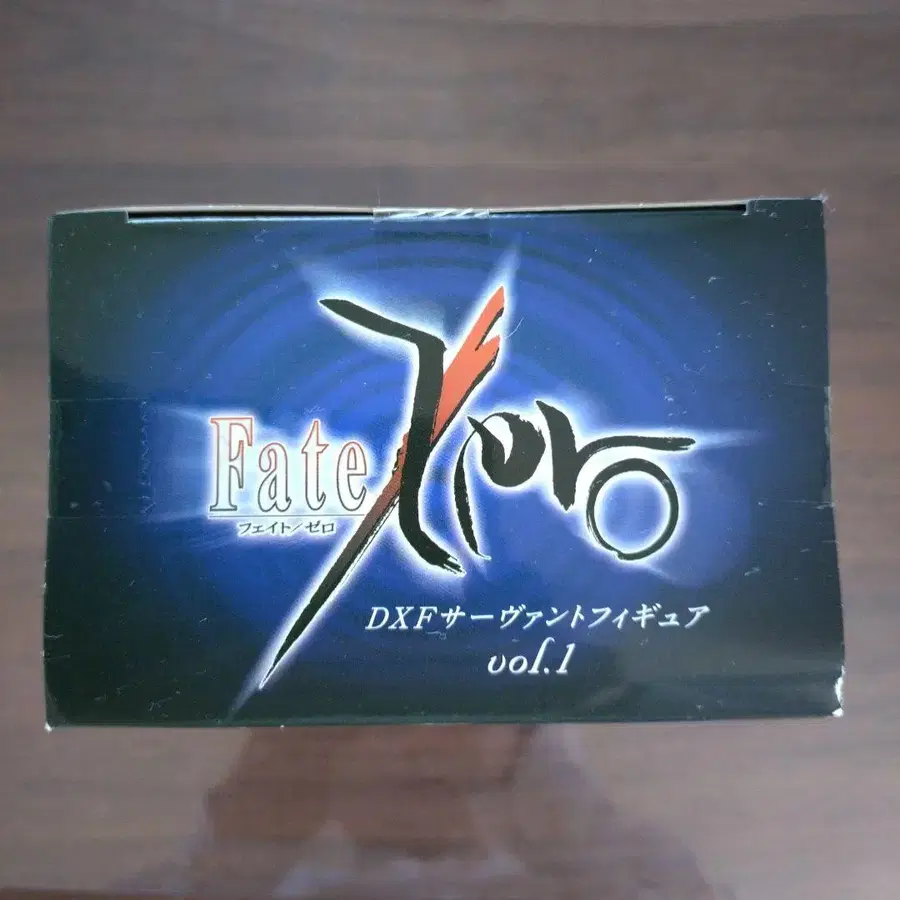 Fate/Zero
フェイト/ゼロ
DXFサーヴァントフィギュア
vol.1